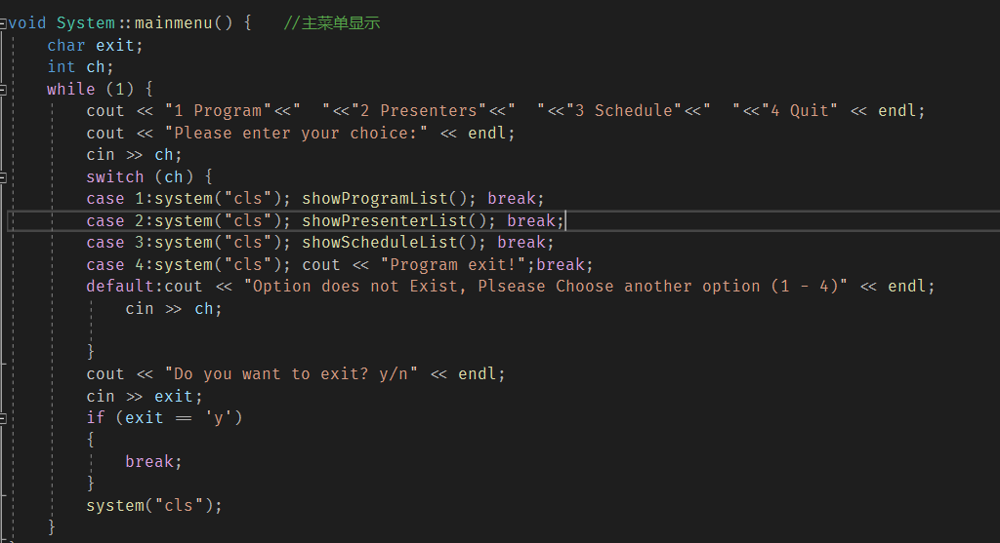 void System::mainmenu() {   //主菜单显示
    char exit;
    int ch;
    while (1) {
        cout << "1 Program"<<"  "<<"2 Presenters"<<"  "<<"3 Schedule"<<"  "<<"4 Quit" << endl;
        cout << "Please enter your choice:" << endl;
        cin >> ch;
        switch (ch) {
        case 1:system("cls"); showProgramList(); break;
        case 2:system("cls"); showPresenterList(); break;
        case 3:system("cls"); showScheduleList(); break;
        case 4:system("cls"); cout << "Program exit!";break;
        default:cout << "Option does not Exist, Plsease Choose another option (1 - 4)" << endl;
            cin >> ch;
        }
        cout << "Do you want to exit? y/n" << endl;
        cin >> exit;
        if (exit == 'y')
        {
            break;
        }
        system("cls");
    }